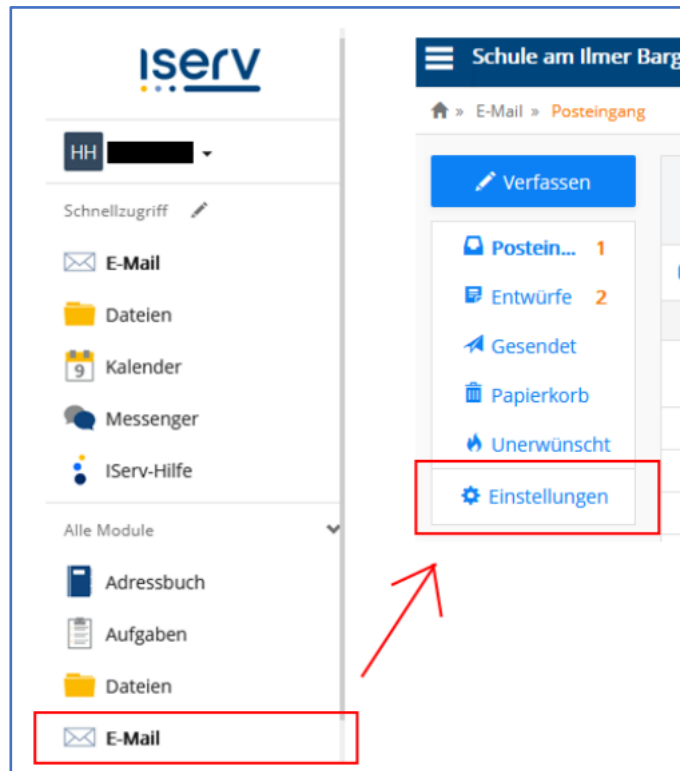 IServ
HH
Schnellzugriff
E-Mail
Dateien
9 Kalender
Messenger
IServ-Hilfe
Alle Module
Adressbuch
Aufgaben
Dateien
E-Mail
Schule am Ilmer Barg
» E-Mail » Posteingang
Verfassen
Postein... 1
Entwürfe 2
Gesendet
Papierkorb
Unerwünscht
Einstellungen